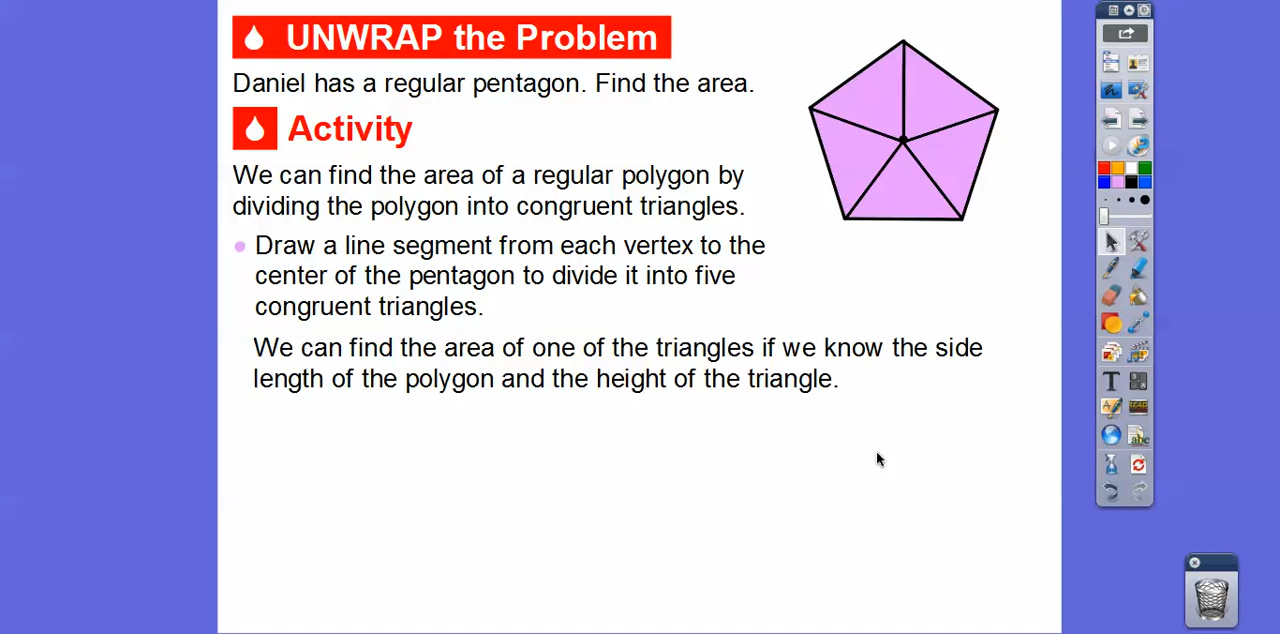 UNWRAP the Problem
Daniel has a regular pentagon. Find the area.
Activity
We can find the area of a regular polygon by
dividing the polygon into congruent triangles.
Draw a line segment from each vertex to the
center of the pentagon to divide it into five
congruent triangles.
We can find the area of one of the triangles if we know the side
length of the polygon and the height of the triangle.